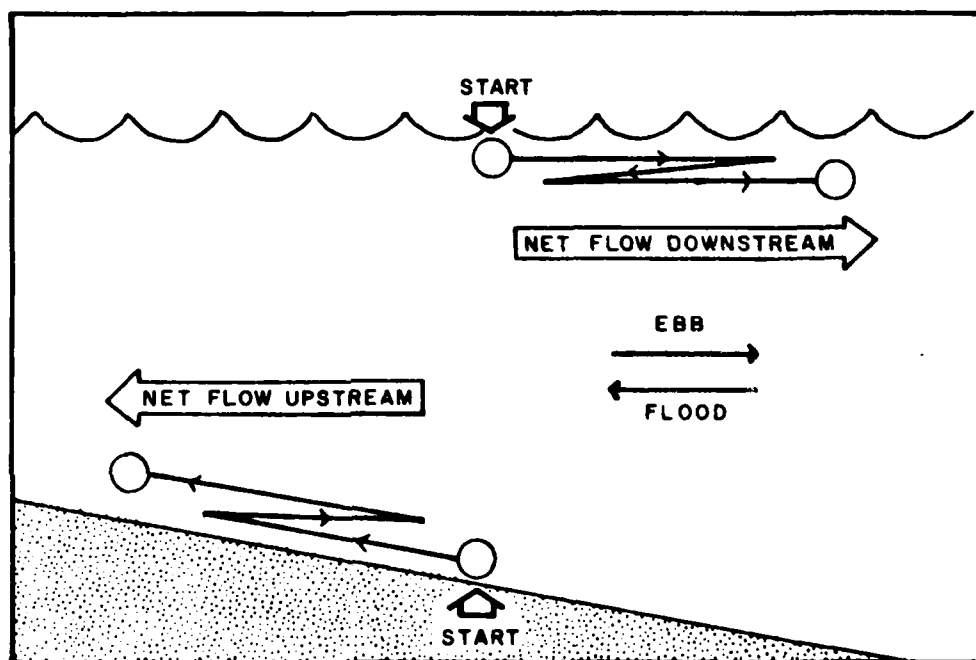 START
NET FLOW DOWNSTREAM
EBB
NET FLOW UPSTREAM
FLOOD
START